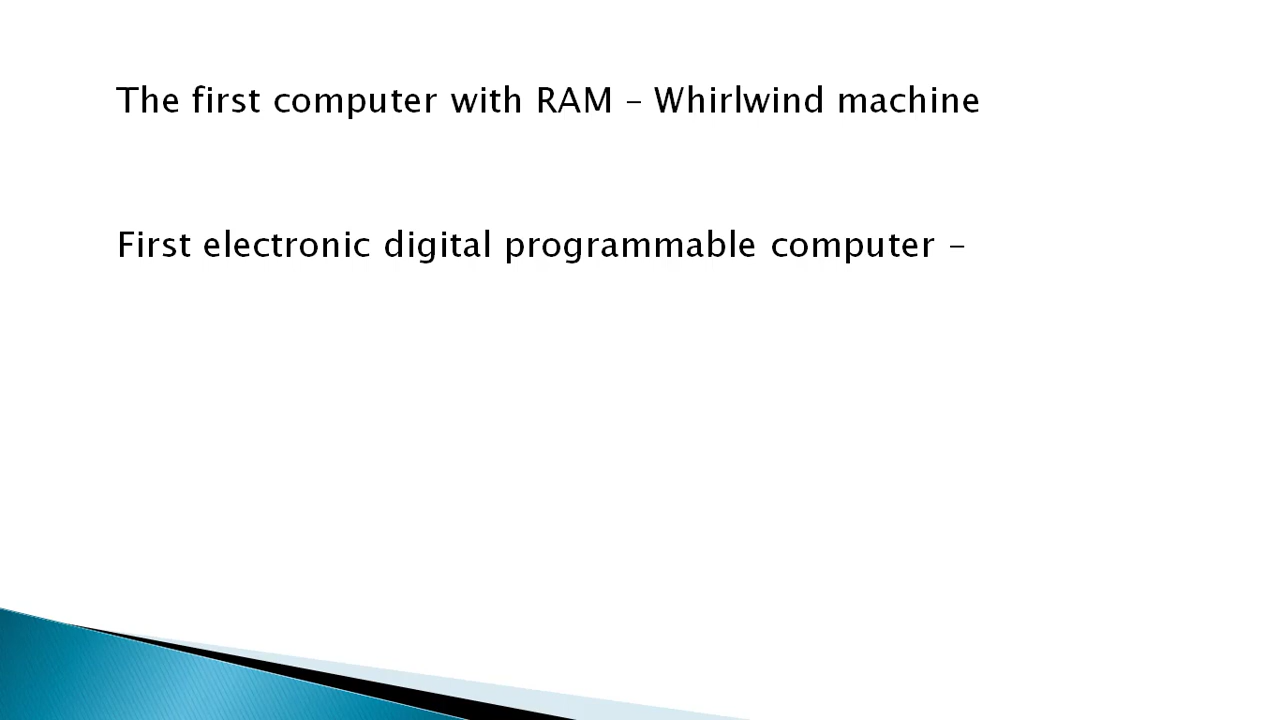 The first computer with RAM – Whirlwind machine
First electronic digital programmable computer -